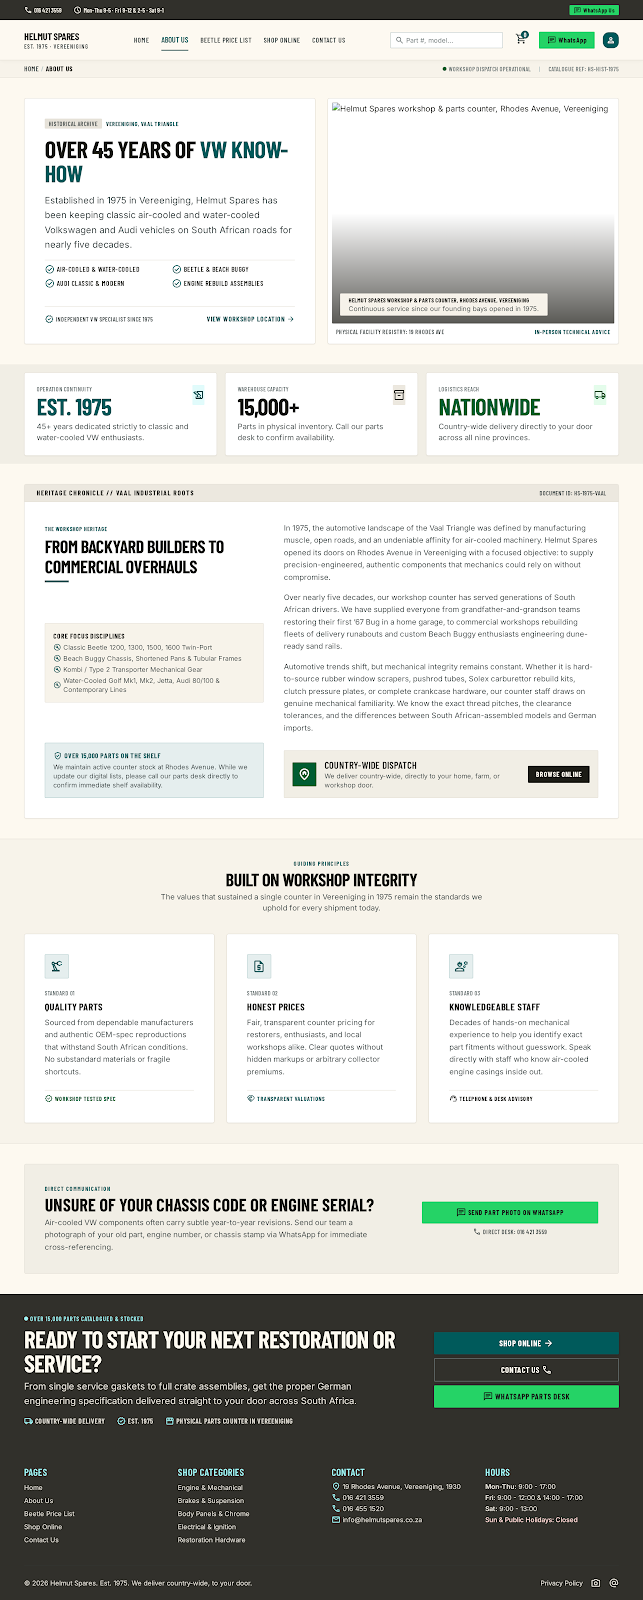 016 421 3559
Mon-Thu 9-5 · Fri 9-12 & 2-5 · Sat 9-1
WhatsApp Us
HELMUT SPARES
EST. 1975 · VEREENIGING
HOME
ABOUT US
BEETLE PRICE LIST
SHOP ONLINE
CONTACT US
Part #, model...
0
WhatsApp
HOME / ABOUT US
WORKSHOP DISPATCH OPERATIONAL
CATALOGUE REF: HS-HIST-1975
HISTORICAL ARCHIVE
VEREENIGING, VAAL TRIANGLE
OVER 45 YEARS OF VW KNOW-
HOW
Established in 1975 in Vereeniging, Helmut Spares has
been keeping classic air-cooled and water-cooled
Volkswagen and Audi vehicles on South African roads for
nearly five decades.
AIR-COOLED & WATER-COOLED
BEETLE & BEACH BUGGY
AUDI CLASSIC & MODERN
ENGINE REBUILD ASSEMBLIES
INDEPENDENT VW SPECIALIST SINCE 1975
VIEW WORKSHOP LOCATION →
Helmut Spares workshop & parts counter, Rhodes Avenue, Vereeniging
HELMUT SPARES WORKSHOP & PARTS COUNTER, RHODES AVENUE, VEREENIGING
Continuous service since our founding bays opened in 1975.
PHYSICAL FACILITY REGISTRY: 19 RHODES AVE
IN-PERSON TECHNICAL ADVICE
OPERATION CONTINUITY
EST. 1975
45+ years dedicated strictly to classic and
water-cooled VW enthusiasts.
WAREHOUSE CAPACITY
15,000+
Parts in physical inventory. Call our parts
desk to confirm availability.
LOGISTICS REACH
NATIONWIDE
Country-wide delivery directly to your door
across all nine provinces.
HERITAGE CHRONICLE // VAAL INDUSTRIAL ROOTS
DOCUMENT ID: HS-1975-VAAL
THE WORKSHOP HERITAGE
FROM BACKYARD BUILDERS TO
COMMERCIAL OVERHAULS
CORE FOCUS DISCIPLINES
Classic Beetle 1200, 1300, 1500, 1600 Twin-Port
Beach Buggy Chassis, Shortened Pans & Tubular Frames
Kombi / Type 2 Transporter Mechanical Gear
Water-Cooled Golf Mk1, Mk2, Jetta, Audi 80/100 &
Contemporary Lines
OVER 15,000 PARTS ON THE SHELF
We maintain active counter stock at Rhodes Avenue. While we
update our digital lists, please call our parts desk directly to
confirm immediate shelf availability.
In 1975, the automotive landscape of the Vaal Triangle was defined by manufacturing
muscle, open roads, and an undeniable affinity for air-cooled machinery. Helmut Spares
opened its doors on Rhodes Avenue in Vereeniging with a focused objective: to supply
precision-engineered, authentic components that mechanics could rely on without
compromise.
Over nearly five decades, our workshop counter has served generations of South
African drivers. We have supplied everyone from grandfather-and-grandson teams
restoring their first '67 Bug in a home garage, to commercial workshops rebuilding
fleets of delivery runabouts and custom Beach Buggy enthusiasts engineering dune-
ready sand rails.
Automotive trends shift, but mechanical integrity remains constant. Whether it is hard-
to-source rubber window scrapers, pushrod tubes, Solex carburettor rebuild kits,
clutch pressure plates, or complete crankcase hardware, our counter staff draws on
genuine mechanical familiarity. We know the exact thread pitches, the clearance
tolerances, and the differences between South African-assembled models and German
imports.
COUNTRY-WIDE DISPATCH
We deliver country-wide, directly to your home, farm, or
workshop door.
BROWSE ONLINE
GUIDING PRINCIPLES
BUILT ON WORKSHOP INTEGRITY
The values that sustained a single counter in Vereeniging in 1975 remain the standards we
uphold for every shipment today.
STANDARD 01
QUALITY PARTS
Sourced from dependable manufacturers
and authentic OEM-spec reproductions
that withstand South African conditions.
No substandard materials or fragile
shortcuts.
WORKSHOP TESTED SPEC
STANDARD 02
HONEST PRICES
Fair, transparent counter pricing for
restorers, enthusiasts, and local
workshops alike. Clear quotes without
hidden markups or arbitrary collector
premiums.
TRANSPARENT VALUATIONS
STANDARD 03
KNOWLEDGEABLE STAFF
Decades of hands-on mechanical
experience to help you identify exact
part fitments without guesswork. Speak
directly with staff who know air-cooled
engine casings inside out.
TELEPHONE & DESK ADVISORY
DIRECT COMMUNICATION
UNSURE OF YOUR CHASSIS CODE OR ENGINE SERIAL?
Air-cooled VW components often carry subtle year-to-year revisions. Send our team a
photograph of your old part, engine number, or chassis stamp via WhatsApp for immediate
cross-referencing.
SEND PART PHOTO ON WHATSAPP
DIRECT DESK: 016 421 3559
OVER 15,000 PARTS CATALOGUED & STOCKED
READY TO START YOUR NEXT RESTORATION OR
SERVICE?
From single service gaskets to full crate assemblies, get the proper German
engineering specification delivered straight to your door across South Africa.
COUNTRY-WIDE DELIVERY
EST. 1975
PHYSICAL PARTS COUNTER IN VEREENIGING
SHOP ONLINE →
CONTACT US
WHATSAPP PARTS DESK
PAGES
Home
About Us
Beetle Price List
Shop Online
Contact Us
SHOP CATEGORIES
Engine & Mechanical
Brakes & Suspension
Body Panels & Chrome
Electrical & Ignition
Restoration Hardware
CONTACT
19 Rhodes Avenue, Vereeniging, 1930
016 421 3559
016 455 1520
info@helmutspares.co.za
HOURS
Mon-Thu: 9:00 - 17:00
Fri: 9:00 - 12:00 & 14:00 - 17:00
Sat: 9:00 - 13:00
Sun & Public Holidays: Closed
© 2026 Helmut Spares. Est. 1975. We deliver country-wide, to your door.
Privacy Policy